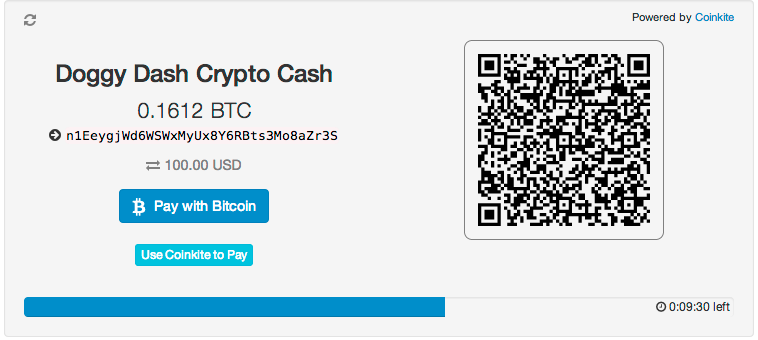 Powered by Coinkite
Doggy Dash Crypto Cash
0.1612 BTC
n1EeygjWd6WSWxMyUx8Y6RBts3Mo8aZr3S
100.00 USD
Pay with Bitcoin
Use Coinkite to Pay
0:09:30 left